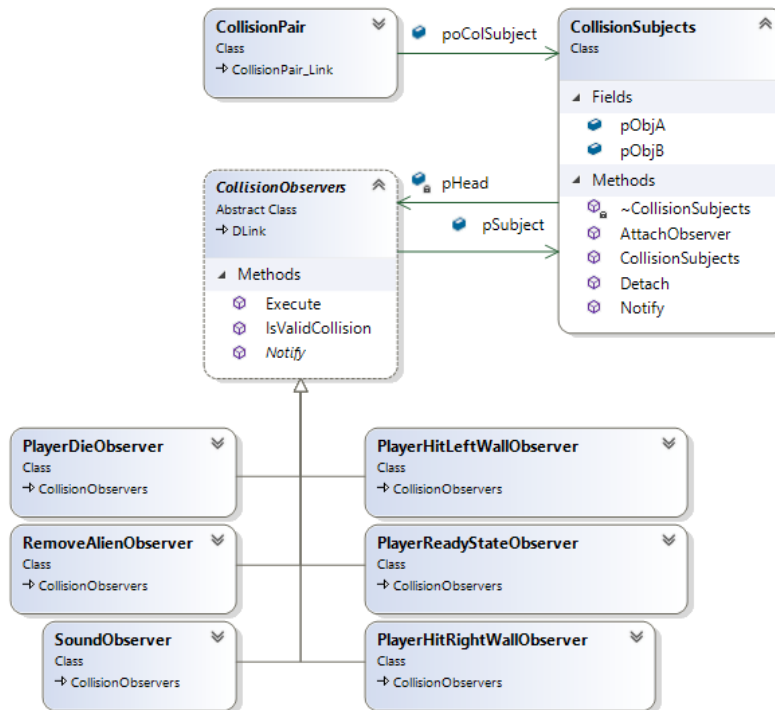 CollisionPair
Class
CollisionPair_Link
poColSubject
CollisionSubjects
Class
Fields
pObjA
pObjB
Methods
~CollisionSubjects
AttachObserver
CollisionSubjects
Detach
Notify
pHead
pSubject
CollisionObservers
Abstract Class
DLink
Methods
Execute
IsValidCollision
Notify
PlayerDieObserver
Class
CollisionObservers
PlayerHitLeftWallObserver
Class
CollisionObservers
RemoveAlienObserver
Class
CollisionObservers
PlayerReadyStateObserver
Class
CollisionObservers
SoundObserver
Class
CollisionObservers
PlayerHitRightWallObserver
Class
CollisionObservers